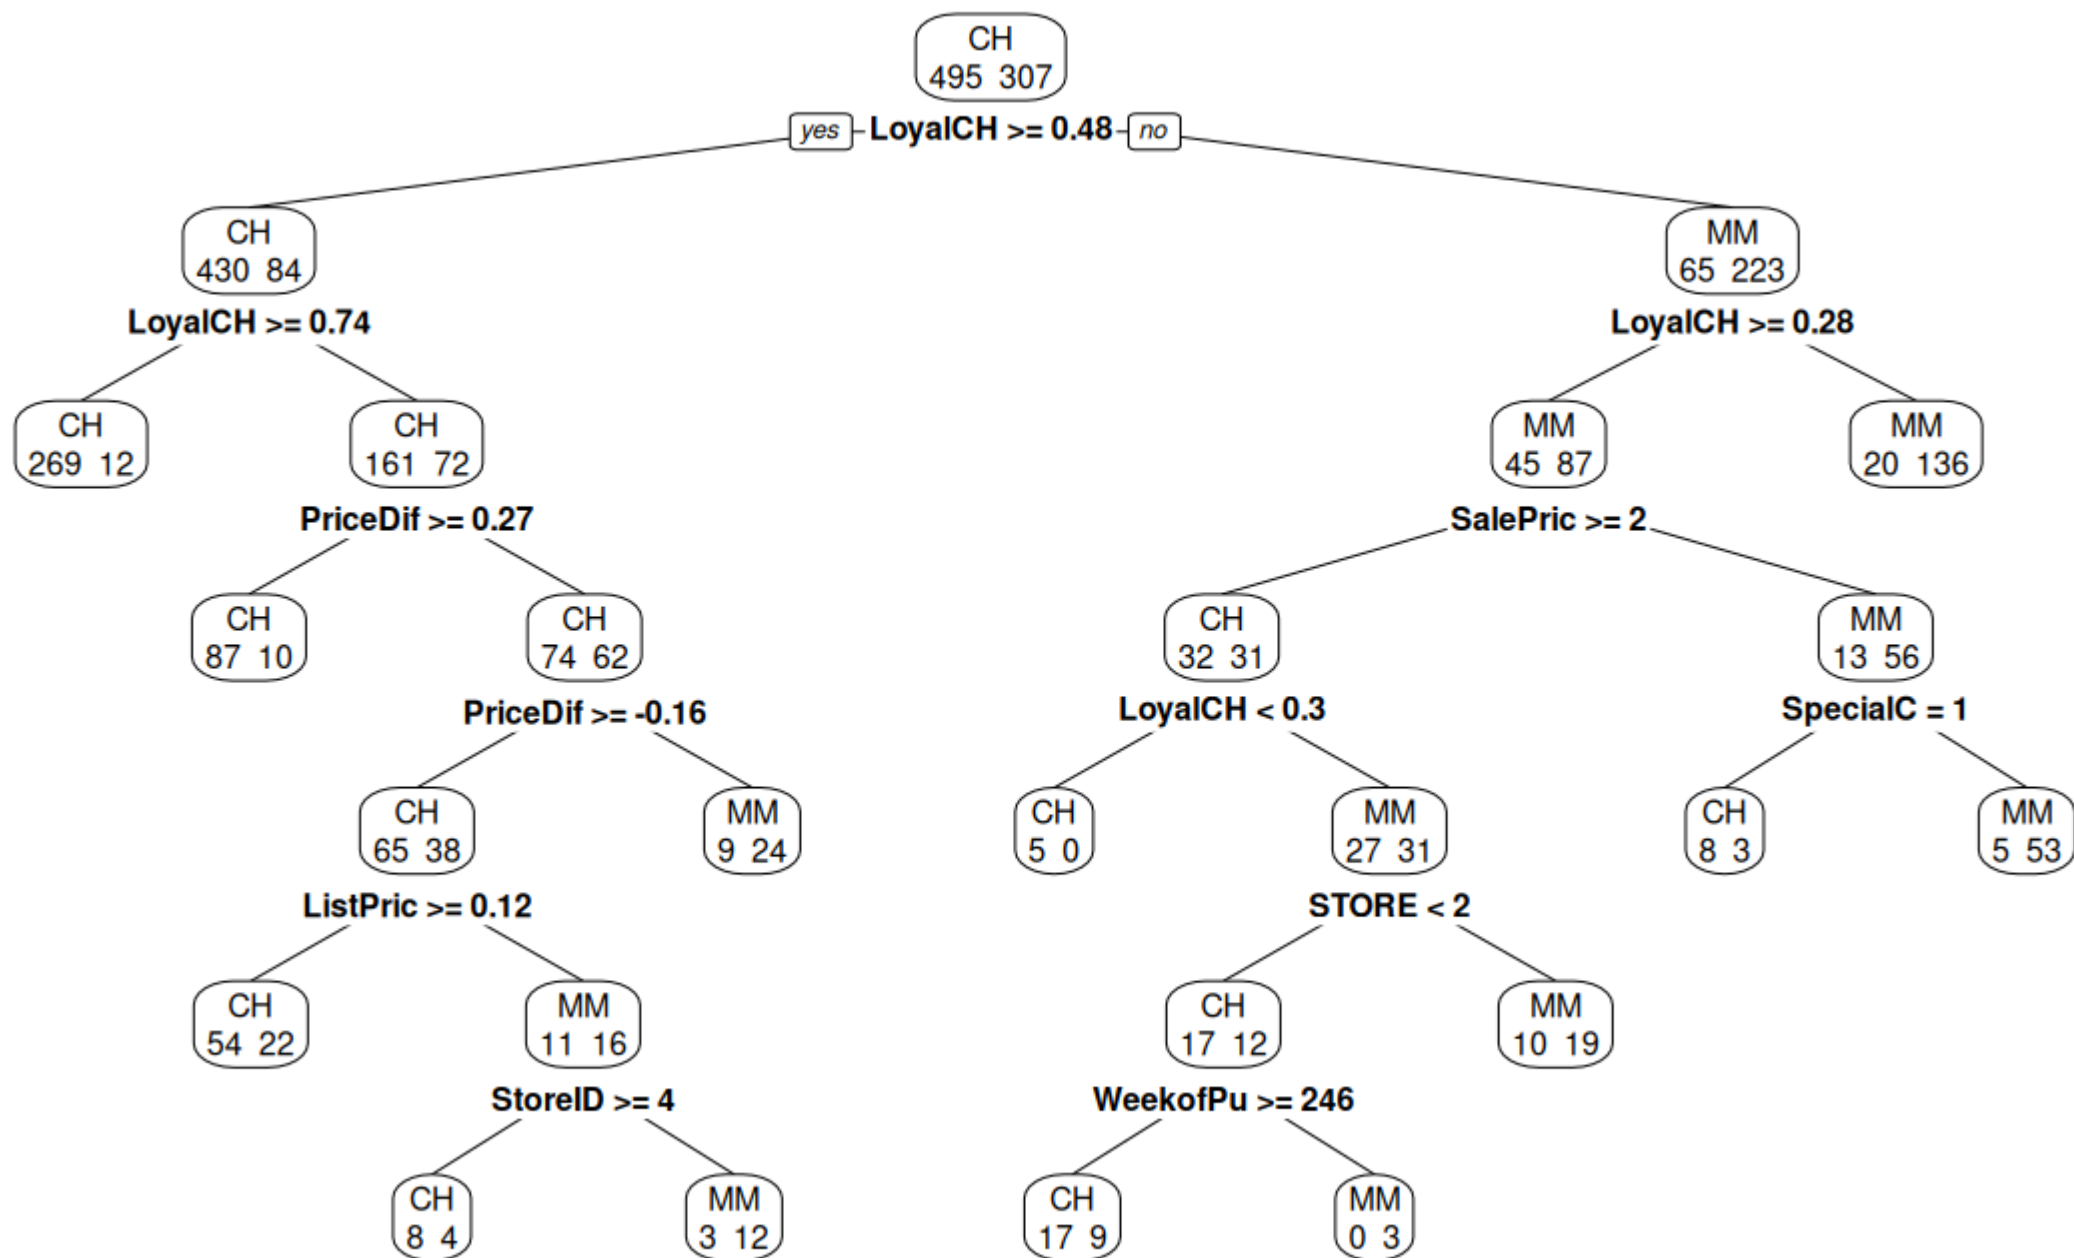 CH
495 307
yes LoyalCH >= 0.48 no
CH
430 84
MM
65 223
LoyalCH >= 0.74
LoyalCH >= 0.28
CH
269 12
CH
161 72
MM
45 87
MM
20 136
PriceDif >= 0.27
SalePric >= 2
CH
87 10
CH
74 62
CH
32 31
MM
13 56
PriceDif >= -0.16
LoyalCH < 0.3
SpecialC = 1
CH
65 38
MM
9 24
CH
5 0
MM
27 31
CH
8 3
MM
5 53
ListPric >= 0.12
STORE < 2
CH
54 22
MM
11 16
CH
17 12
MM
10 19
StoreID >= 4
WeekofPu >= 246
CH
8 4
MM
3 12
CH
17 9
MM
0 3